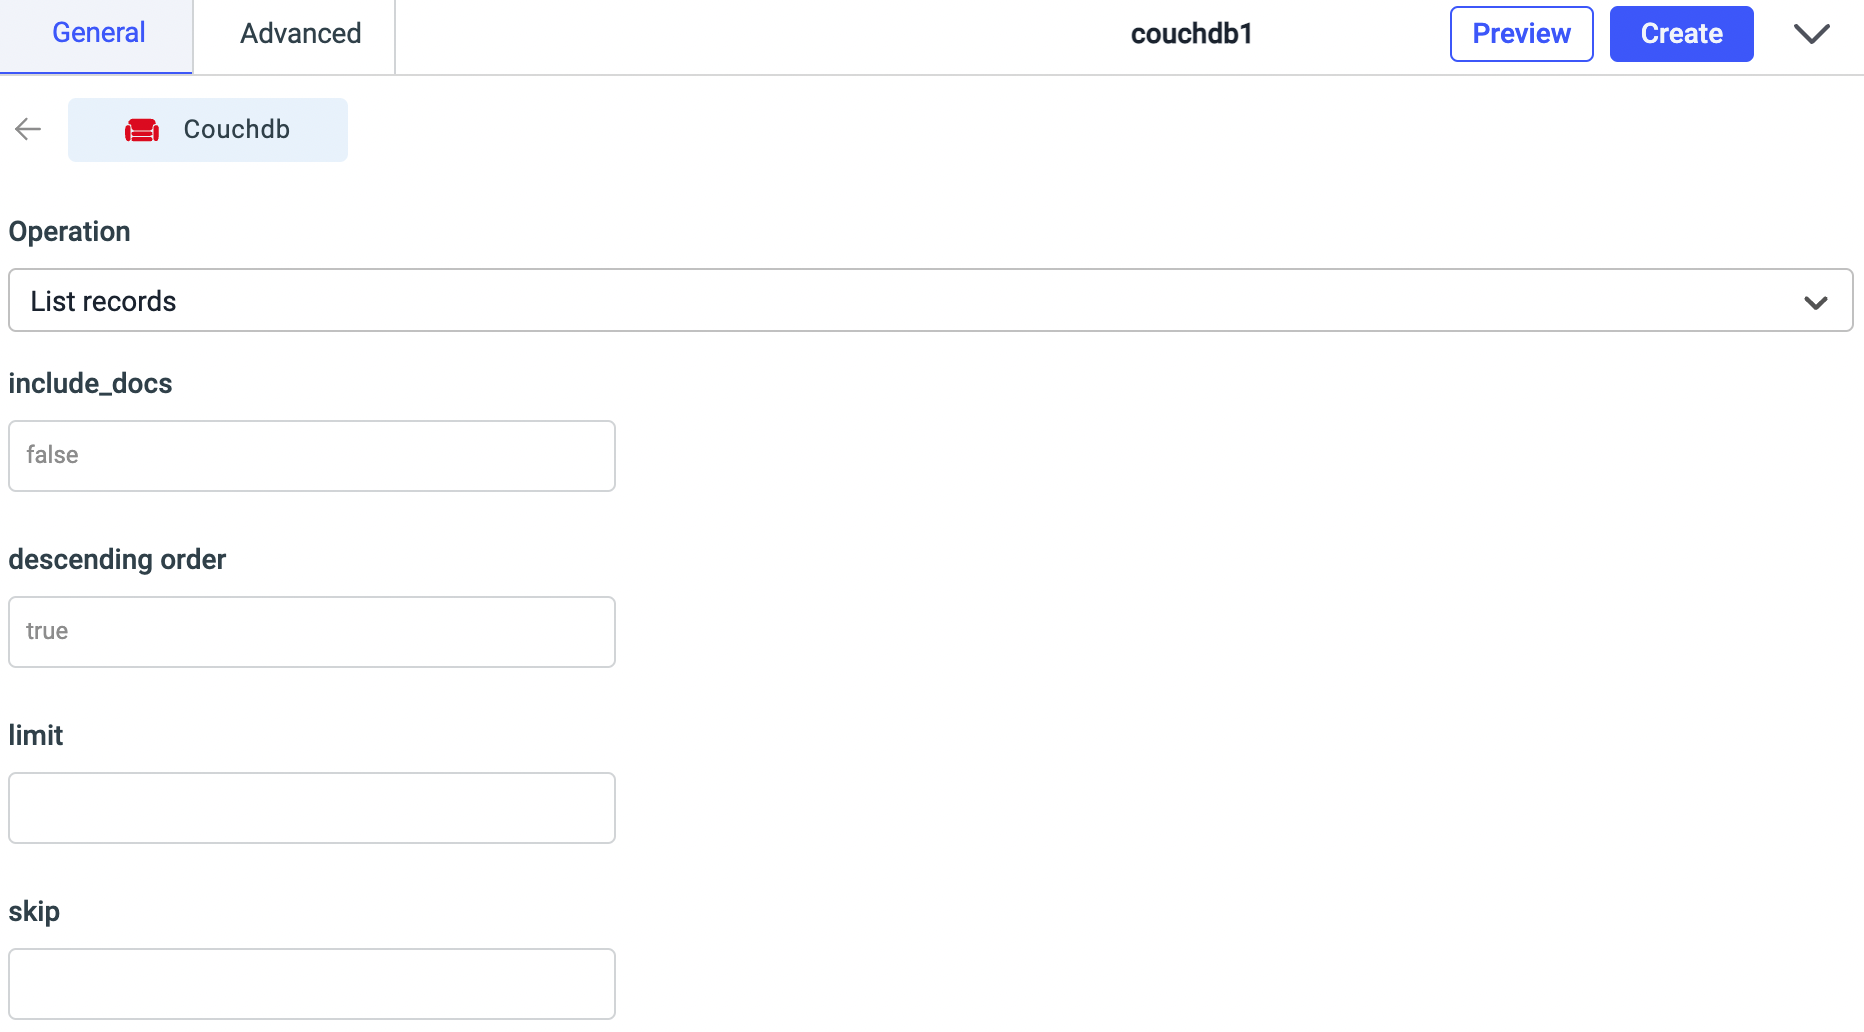 General
Advanced
couchdb1
Preview
Create
Couchdb
Operation
List records
include_docs
false
descending order
true
limit
skip